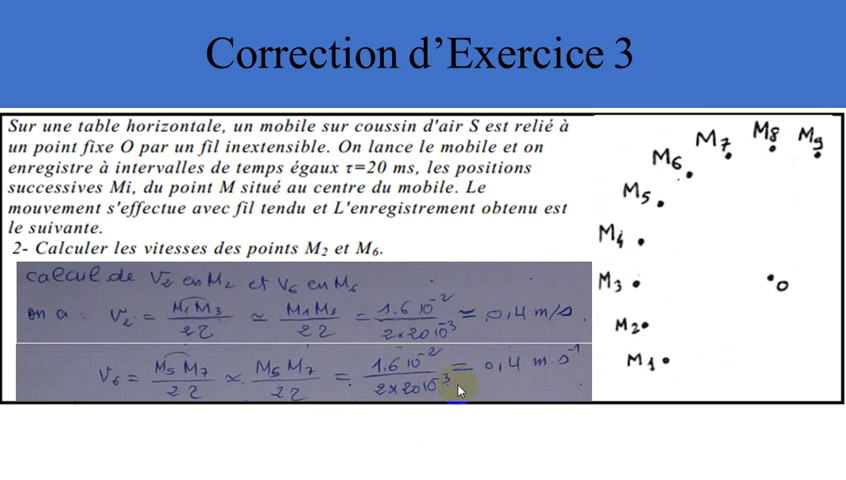 Correction d'Exercice 3
Sur une table horizontale, un mobile sur coussin d'air S est relié à
un point fixe O par un fil inextensible. On lance le mobile et on
enregistre à intervalles de temps égaux τ=20 ms, les positions
successives Mi, du point M situé au centre du mobile. Le
mouvement s'effectue avec fil tendu et L'enregistrement obtenu est
le suivante.
2- Calculer les vitesses des points M₂ et M₆.
calcul de V₂ en M₂ et V₆ en M₆
on a : V₂ = M₁M₃ / 2τ ≃ M₁M₃ / 2τ = 1.6 10⁻² / 2×20 10⁻³ ≃ 0,4 m/s.
V₆ = M₅M₇ / 2τ ≃ M₆M₇ / 2τ = 1.6 10⁻² / 2×20 10⁻³ = 0,4 m.s⁻¹
M8
M9
M7
M6
M5
M4
M3
O
M2
M1